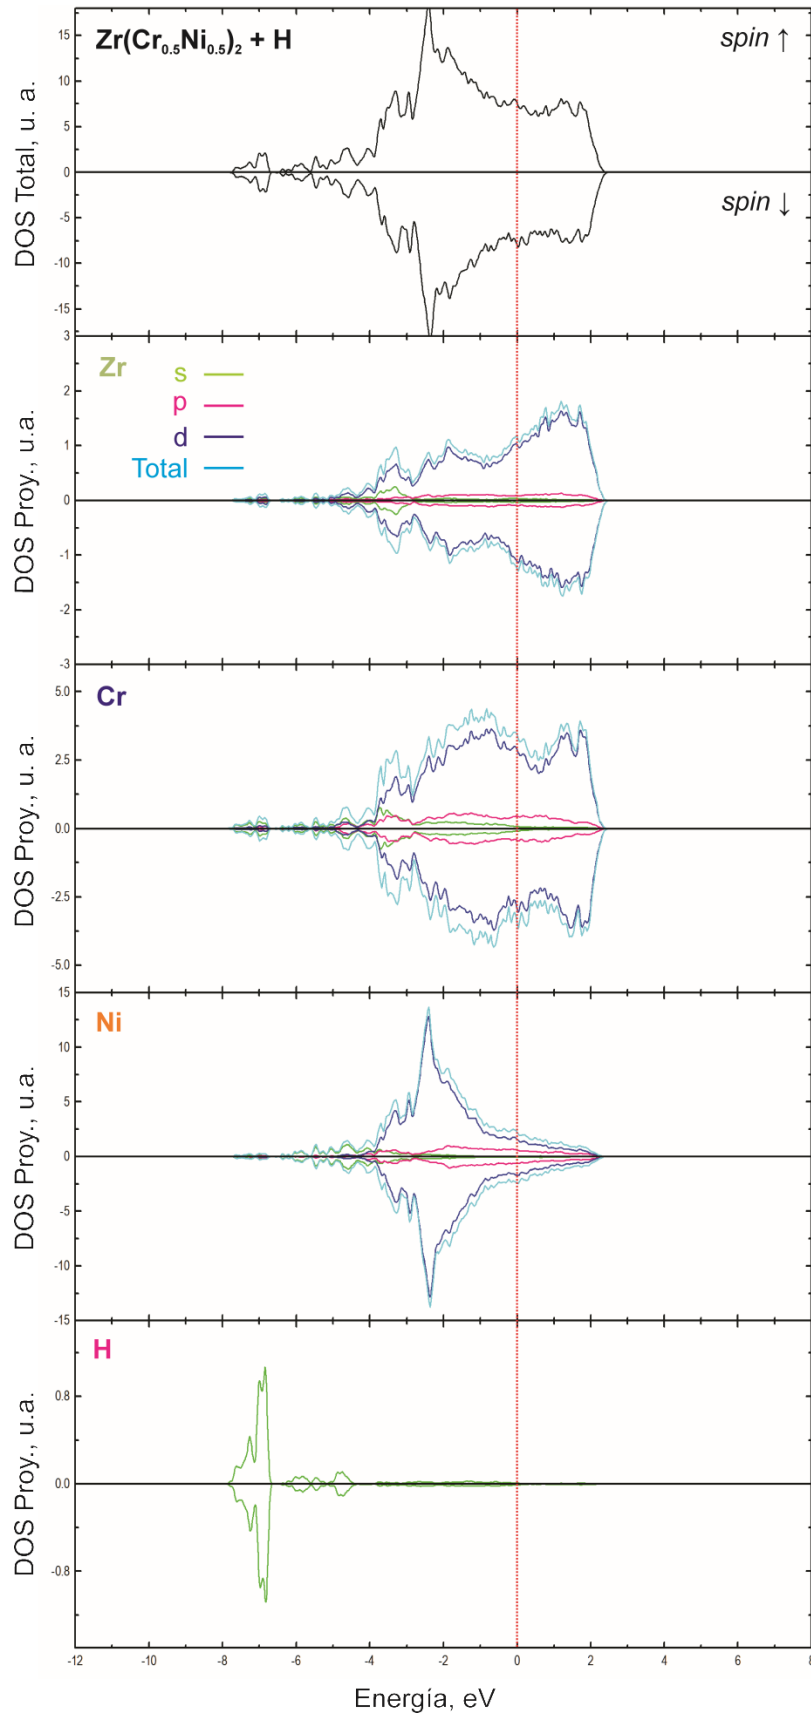 Zr(Cr₀.₅Ni₀.₅)₂ + H
spin ↑
spin ↓
DOS Total, u. a.
15
10
5
0
-5
-10
-15
3
Zr
s
p
d
Total
DOS Proy., u.a.
2
1
0
-1
-2
-3
Cr
DOS Proy., u. a.
5.0
2.5
0.0
-2.5
-5.0
15
Ni
DOS Proy., u.a.
10
5
0
-5
-10
-15
H
DOS Proy., u.a.
0.8
0.0
-0.8
-12 -10 -8 -6 -4 -2 0 2 4 6 8
Energía, eV